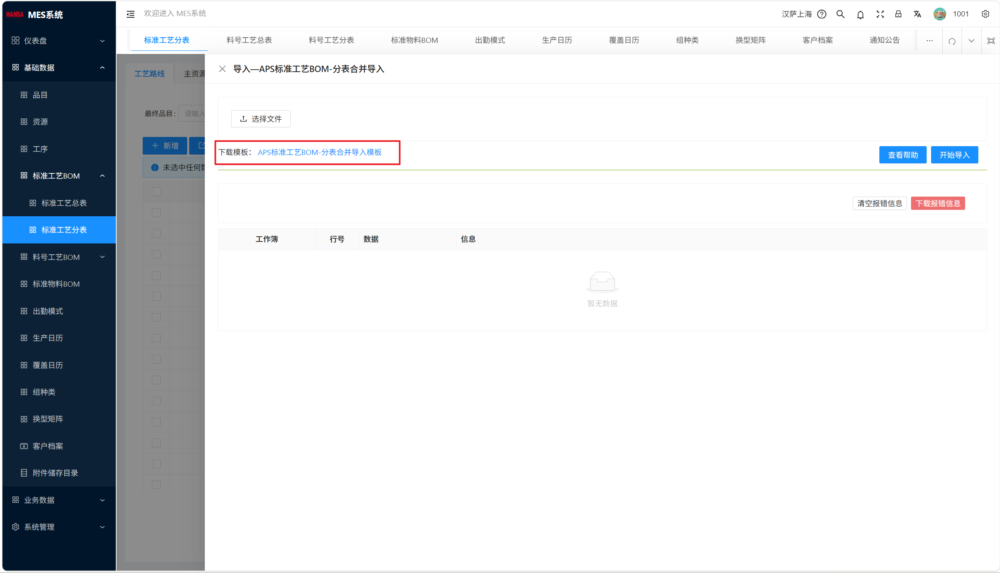 HANSA MES系统
欢迎进入 MES系统
汉萨上海
1001
仪表盘
基础数据
品目
资源
工序
标准工艺BOM
标准工艺总表
标准工艺分表
料号工艺BOM
标准物料BOM
出勤模式
生产日历
覆盖日历
组种类
换型矩阵
客户档案
附件储存目录
业务数据
系统管理
标准工艺分表 料号工艺总表 料号工艺分表 标准物料BOM 出勤模式 生产日历 覆盖日历 组种类 换型矩阵 客户档案 通知公告 ···
工艺路线 主资源
最终品目: 请输入
新增
未选中任何数
导入—APS标准工艺BOM-分表合并导入
选择文件
下载模板： APS标准工艺BOM-分表合并导入模板
查看帮助 开始导入
清空报错信息 下载报错信息
工作簿 行号 数据 信息
暂无数据